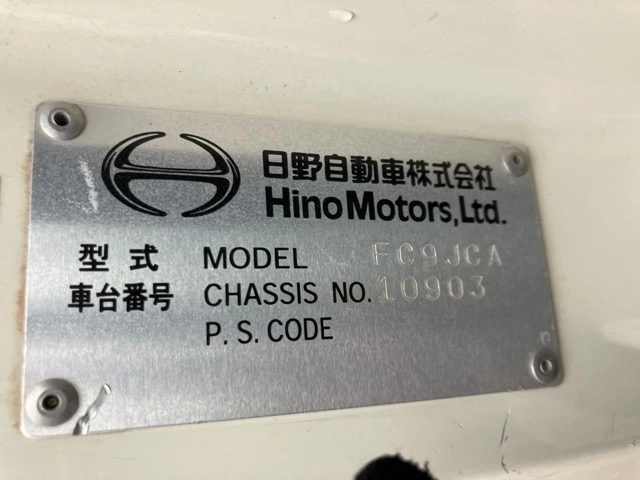 日野自動車株式会社
Hino Motors, Ltd.
型式 MODEL FC9JCA
車台番号 CHASSIS NO. 10903
P. S. CODE